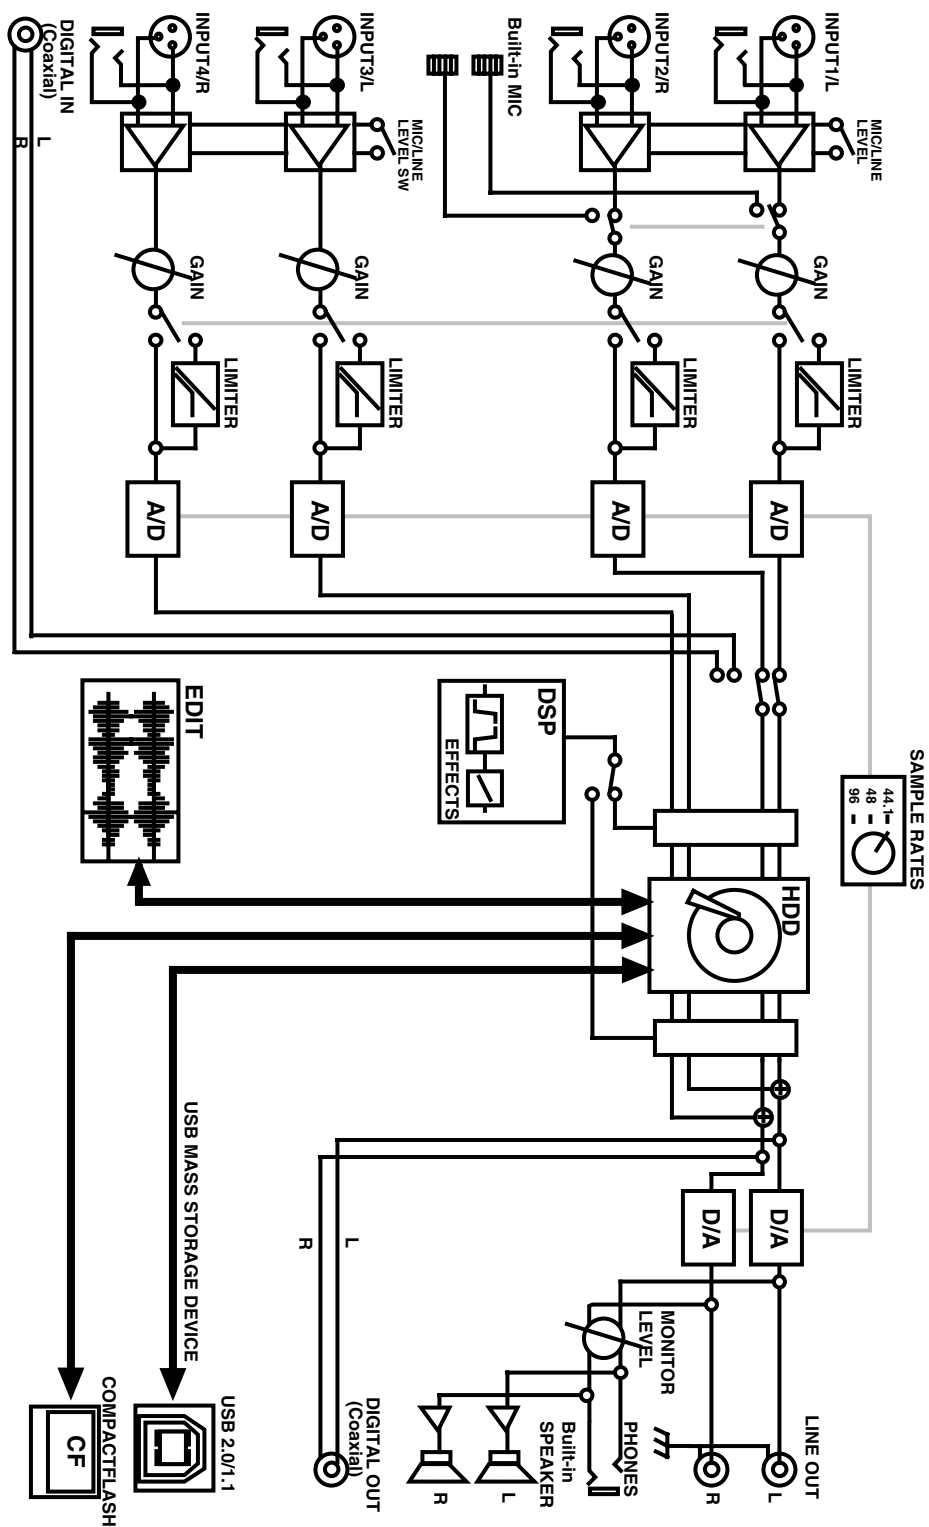 INPUT1/L
MIC/LINE
LEVEL
GAIN
LIMITER
A/D
INPUT2/R
GAIN
LIMITER
A/D
Built-in MIC
INPUT3/L
MIC/LINE
LEVEL SW
GAIN
LIMITER
A/D
INPUT4/R
GAIN
LIMITER
A/D
DIGITAL IN
(Coaxial)
L
R
SAMPLE RATES
44.1
48
96
HDD
DSP
EFFECTS
EDIT
D/A
D/A
LINE OUT
L
R
MONITOR
LEVEL
PHONES
Built-in
SPEAKER
L
R
DIGITAL OUT
(Coaxial)
L
R
USB MASS STORAGE DEVICE
USB 2.0/1.1
COMPACTFLASH
CF